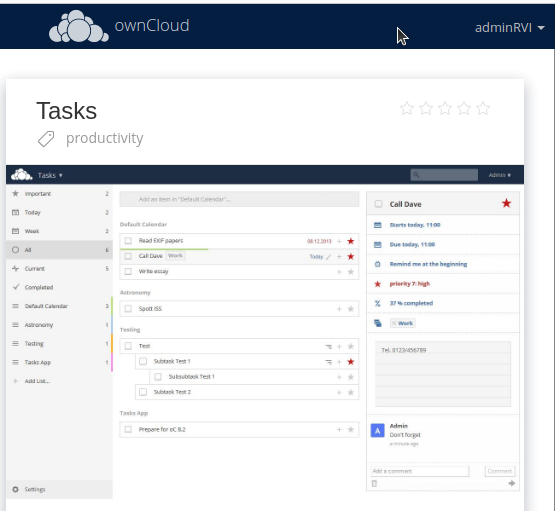 ownCloud
adminRVI
Tasks
productivity
Tasks
Admin
Important 2
Today 2
Week 2
All 6
Current 5
Completed
Default Calendar 3
Astronomy 1
Testing 1
Tasks App 1
+ Add List...
Settings
Add an item in "Default Calendar"...
Default Calendar
Read EXIF papers 08.12.2013 +
Call Dave Work Today +
Write essay +
Astronomy
Spott ISS +
Testing
Test +
Subtask Test 1 +
Subsubtask Test 1 +
Subtask Test 2 +
Tasks App
Prepare for oC 8.2 +
Call Dave
Starts today, 11:00
Due today, 11:00
Remind me at the beginning
priority 7: high
% 37 % completed
× Work
Tel. 0123/456789
A
Admin
Don't forget
a minute ago
Add a comment Comment